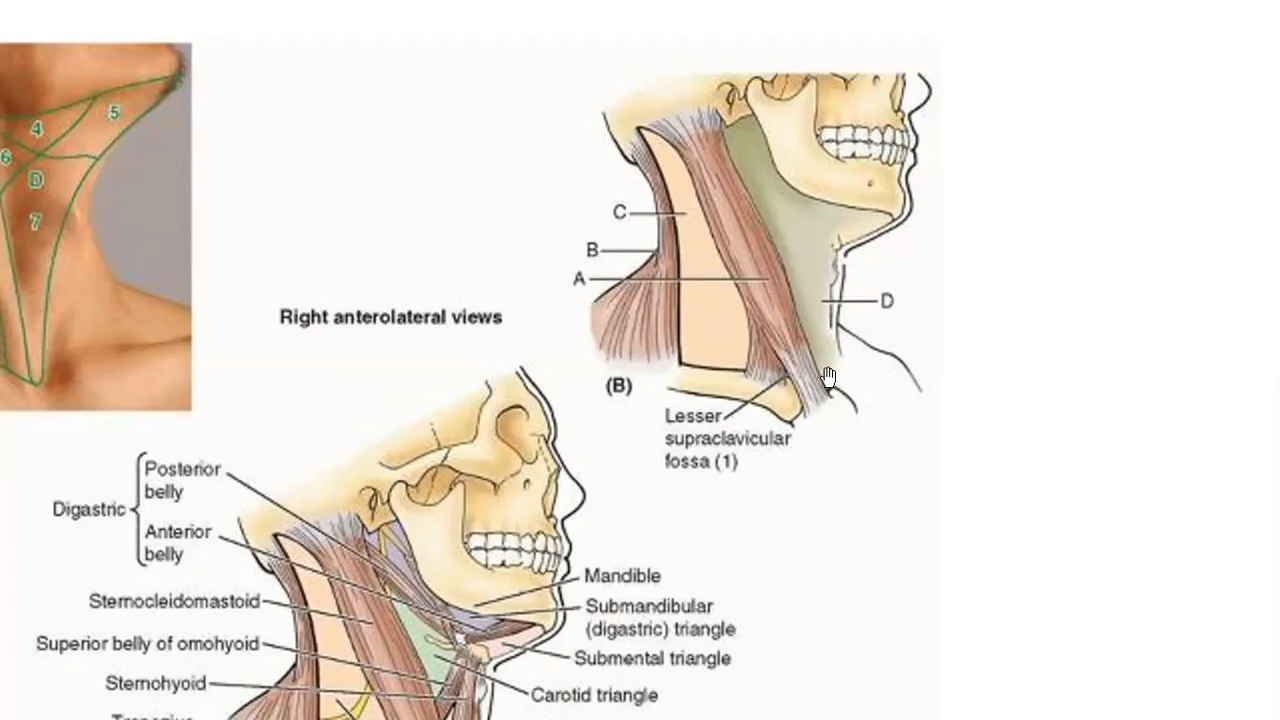 5
4
6
D
7
C
B
A
D
Right anterolateral views
(B)
Lesser
supraclavicular
fossa (1)
Posterior
belly
Digastric
Anterior
belly
Sternocleidomastoid
Superior belly of omohyoid
Sternohyoid
Mandible
Submandibular
(digastric) triangle
Submental triangle
Carotid triangle